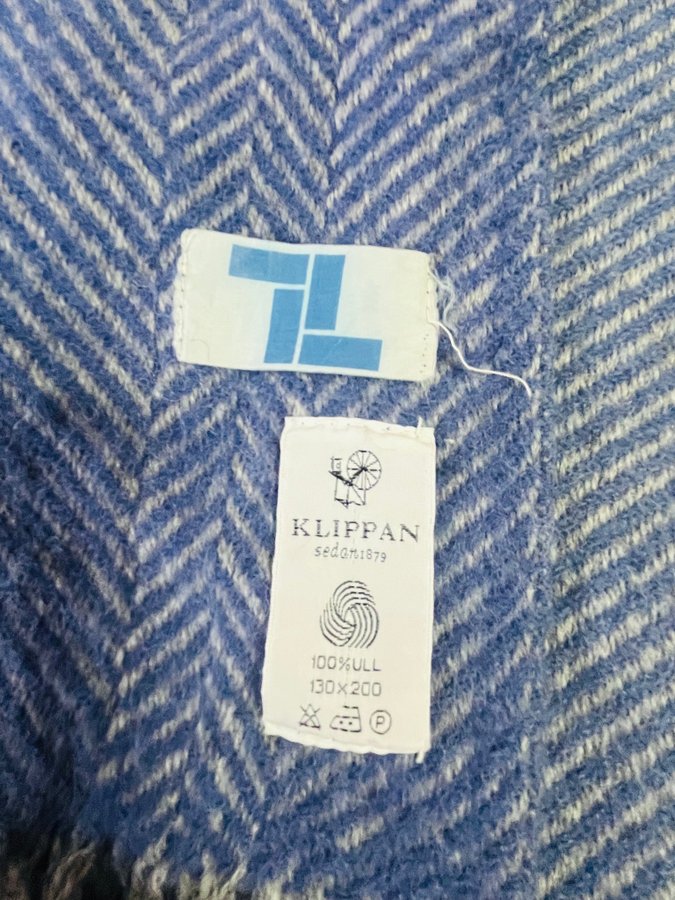 KLIPPAN
sedan 1879
100% ULL
130 x 200
P